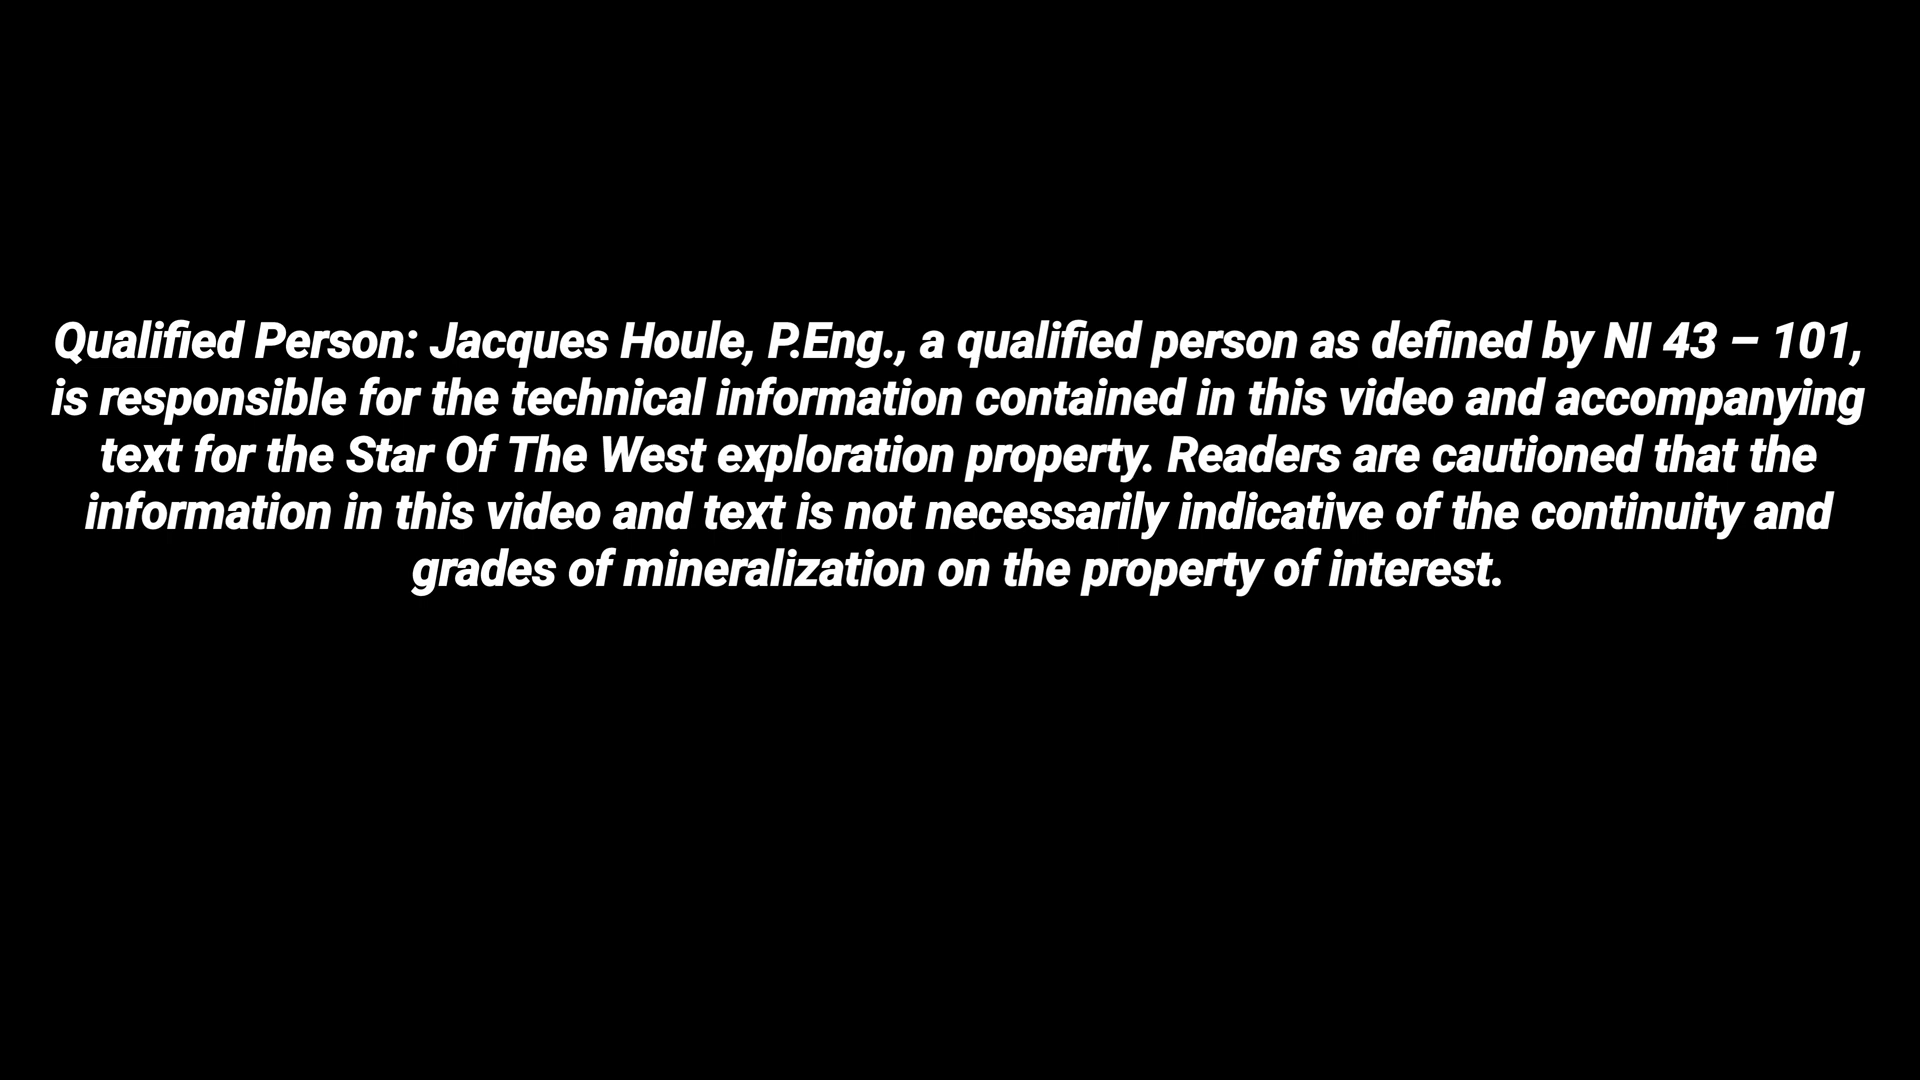 Qualified Person: Jacques Houle, P.Eng., a qualified person as defined by NI 43 – 101,
is responsible for the technical information contained in this video and accompanying
text for the Star Of The West exploration property. Readers are cautioned that the
information in this video and text is not necessarily indicative of the continuity and
grades of mineralization on the property of interest.